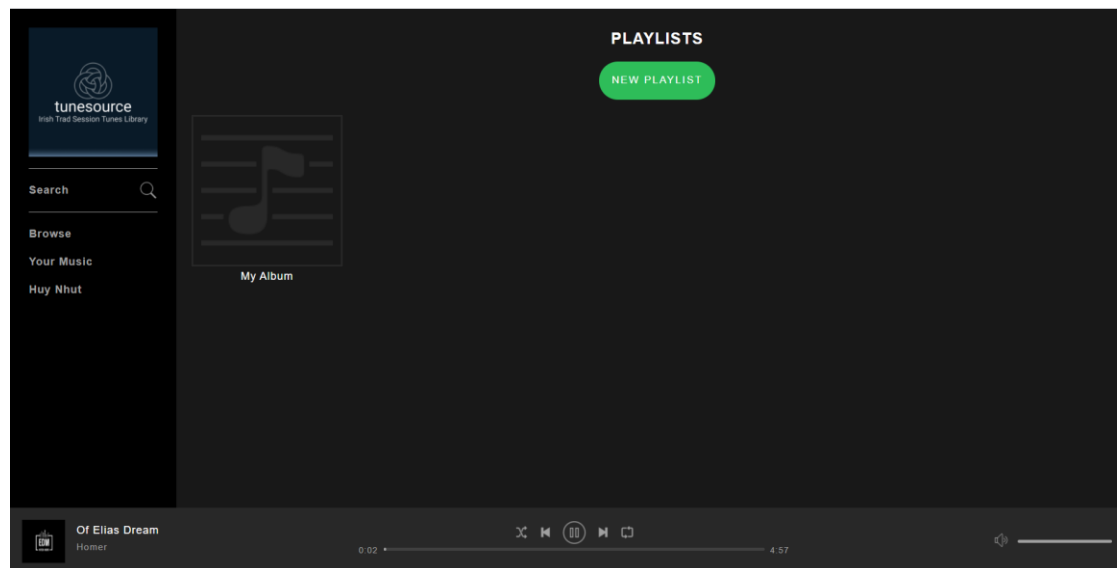 tunesource
Irish Trad Session Tunes Library
Search
Browse
Your Music
Huy Nhut
PLAYLISTS
NEW PLAYLIST
My Album
EDM
Of Elias Dream
Homer
0:02
4:57